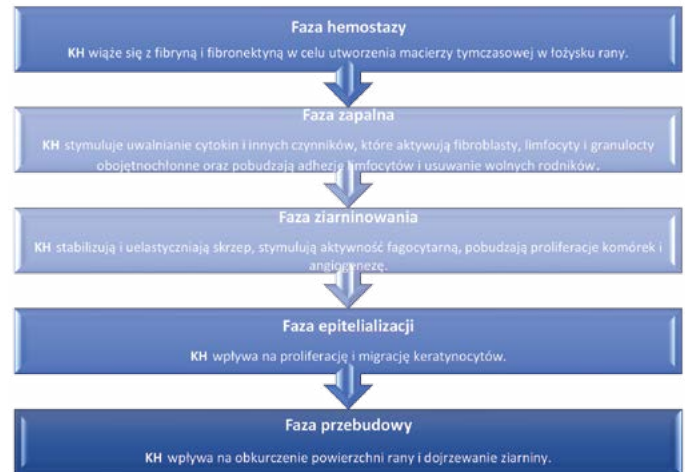 Faza hemostazy
KH wiąże się z fibryną i fibronektyną w celu utworzenia macierzy tymczasowej w łożysku rany.
Faza zapalna
KH stymuluje uwalnianie cytokin i innych czynników, które aktywują fibroblasty, limfocyty i granulocty
obojętnochłonne oraz pobudzają adhezję limfocytów i usuwanie wolnych rodników.
Faza ziarninowania
KH stabilizują i uelastyczniają skrzep, stymulują aktywność fagocytarną, pobudzają proliferacje komórek i
angiogenezę.
Faza epitelializacji
KH wpływa na proliferację i migrację keratynocytów.
Faza przebudowy
KH wpływa na obkurczenie powierzchni rany i dojrzewanie ziarniny.